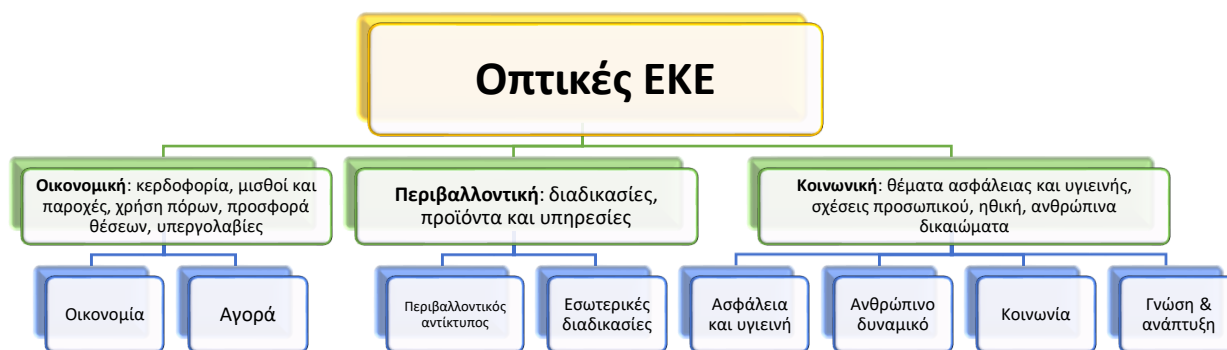 Οπτικές ΕΚΕ
Οικονομική: κερδοφορία, μισθοί και
παροχές, χρήση πόρων, προσφορά
θέσεων, υπεργολαβίες
Περιβαλλοντική: διαδικασίες,
προϊόντα και υπηρεσίες
Κοινωνική: θέματα ασφάλειας και υγιεινής,
σχέσεις προσωπικού, ηθική, ανθρώπινα
δικαιώματα
Οικονομία
Αγορά
Περιβαλλοντικός
αντίκτυπος
Εσωτερικές
διαδικασίες
Ασφάλεια
και υγιεινή
Ανθρώπινο
δυναμικό
Κοινωνία
Γνώση &
ανάπτυξη